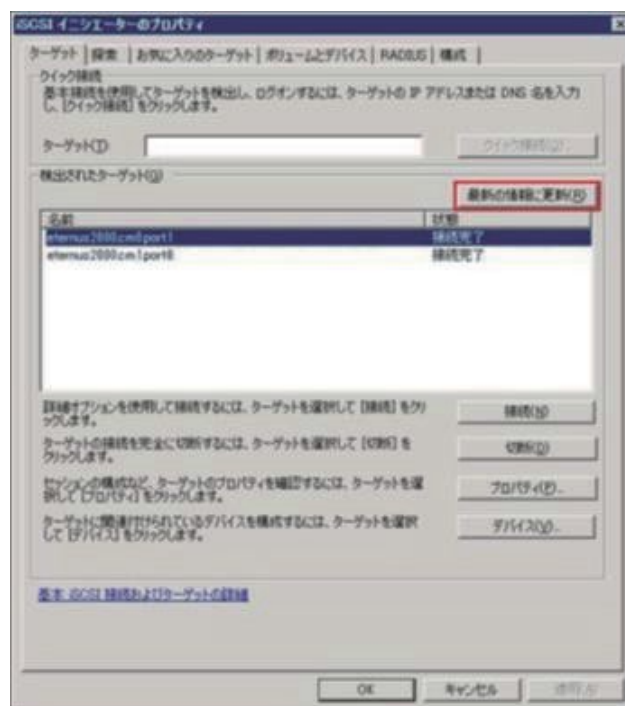 iSCSI イニシエーターのプロパティ
ターゲット | 探索 | お気に入りのターゲット | ボリュームとデバイス | RADIUS | 構成 |
クイック接続
基本接続を使用してターゲットを検出し、ログオンするには、ターゲットの IP アドレスまたは DNS 名を入力
し、[クイック接続] をクリックします。
ターゲット(T)
クイック接続(Q)...
検出されたターゲット(G)
最新の情報に更新(R)
名前
状態
接続完了
接続完了
詳細オプションを使用して接続するには、ターゲットを選択して [接続] をクリ
ックします。
接続(N)
ターゲットの接続を完全に切断するには、ターゲットを選択して [切断] を
クリックします。
切断(D)
セッションの構成など、ターゲットのプロパティを確認するには、ターゲットを選
択して [プロパティ] をクリックします。
プロパティ(P)...
ターゲットに関連付けられているデバイスを構成するには、ターゲットを選択
して [デバイス] をクリックします。
デバイス(V)...
基本 iSCSI 接続およびターゲットの詳細
OK
キャンセル
適用(A)